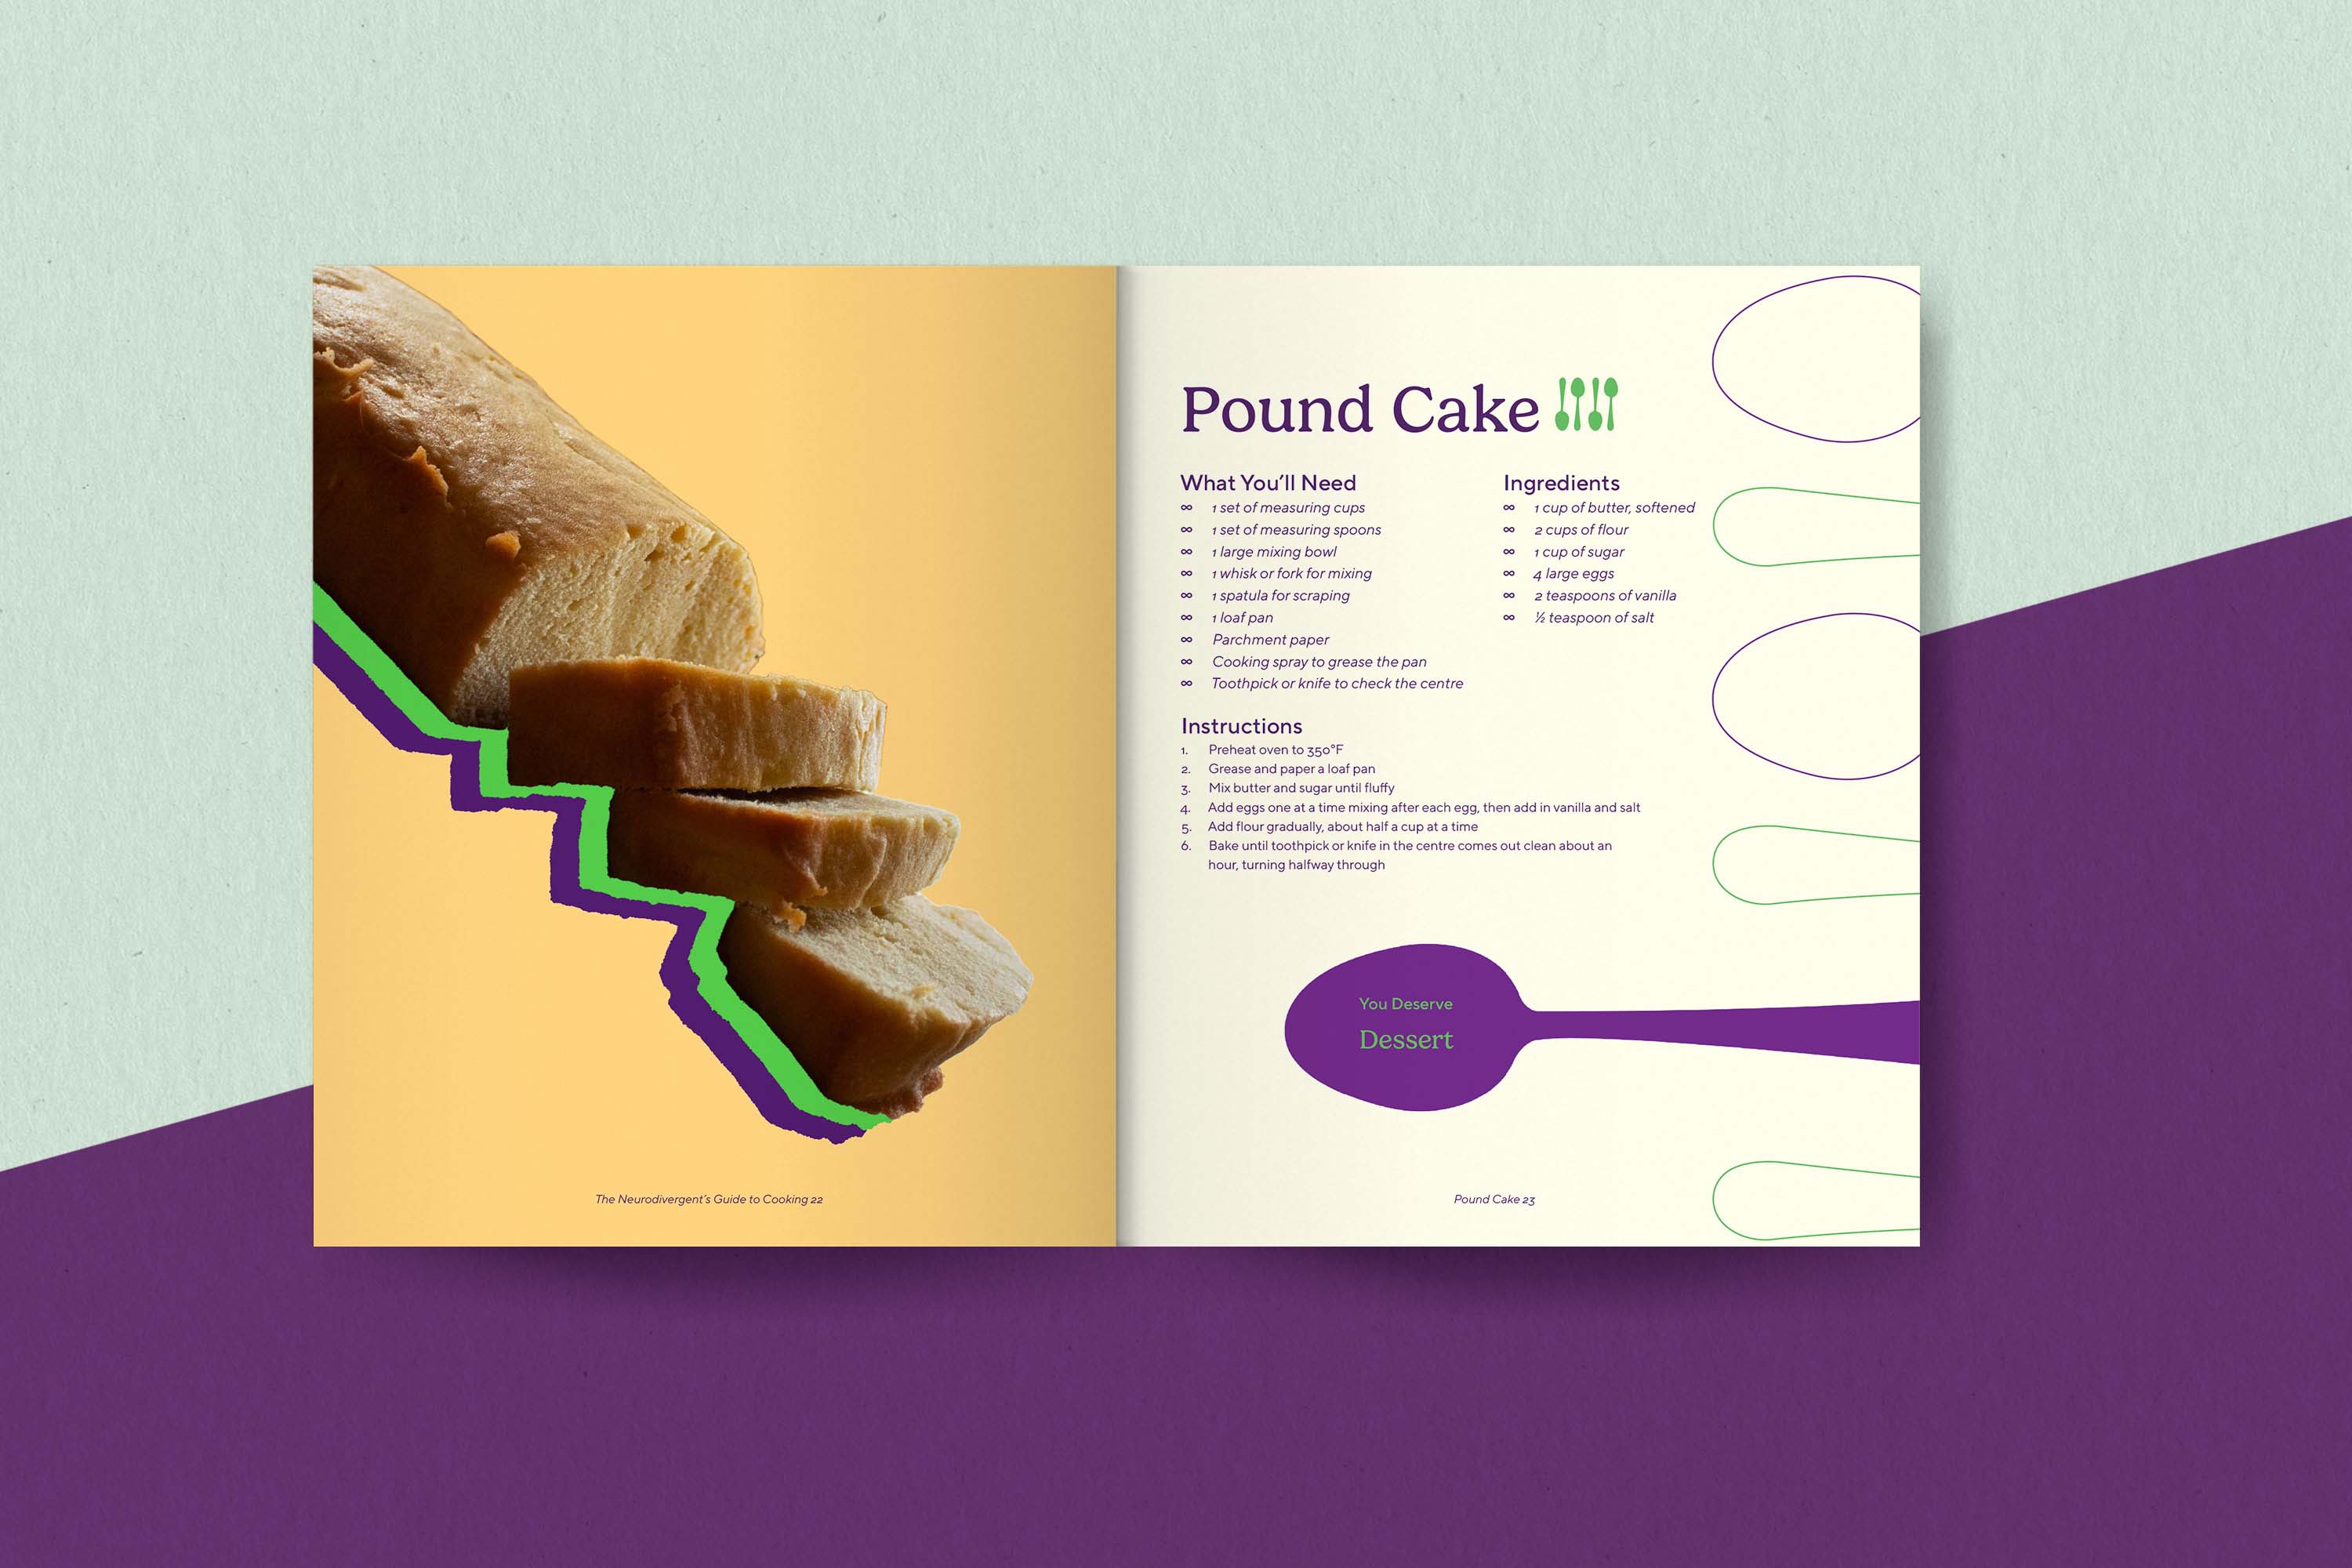 The Neurodivergent's Guide to Cooking 22
Pound Cake
What You'll Need
∞ 1 set of measuring cups
∞ 1 set of measuring spoons
∞ 1 large mixing bowl
∞ 1 whisk or fork for mixing
∞ 1 spatula for scraping
∞ 1 loaf pan
∞ Parchment paper
∞ Cooking spray to grease the pan
∞ Toothpick or knife to check the centre
Ingredients
∞ 1 cup of butter, softened
∞ 2 cups of flour
∞ 1 cup of sugar
∞ 4 large eggs
∞ 2 teaspoons of vanilla
∞ ½ teaspoon of salt
Instructions
1. Preheat oven to 350°F
2. Grease and paper a loaf pan
3. Mix butter and sugar until fluffy
4. Add eggs one at a time mixing after each egg, then add in vanilla and salt
5. Add flour gradually, about half a cup at a time
6. Bake until toothpick or knife in the centre comes out clean about an
hour, turning halfway through
You Deserve
Dessert
Pound Cake 23